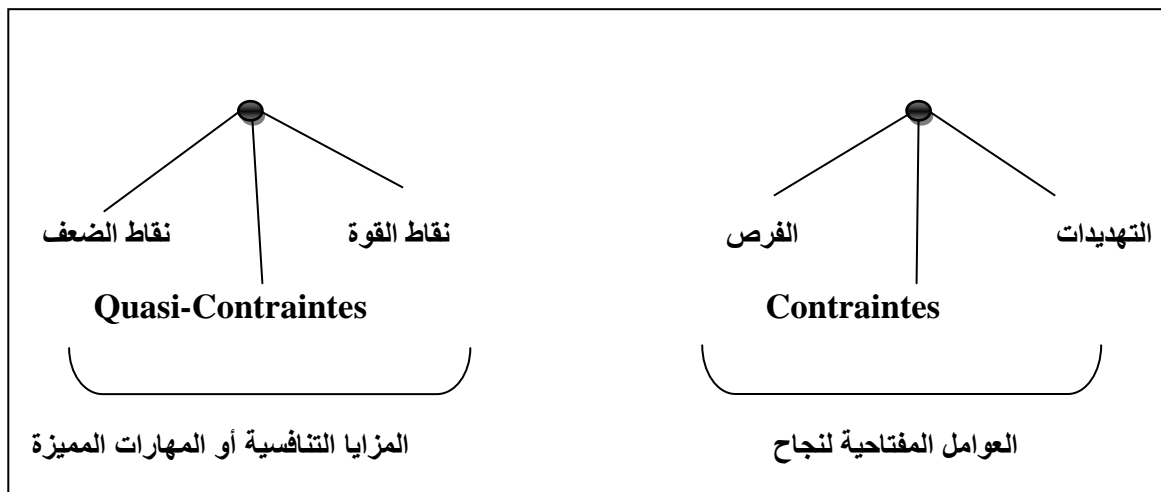 التهديدات
الفرص
Contraintes
العوامل المفتاحية لنجاح
نقاط القوة
نقاط الضعف
Quasi-Contraintes
المزايا التنافسية أو المهارات المميزة